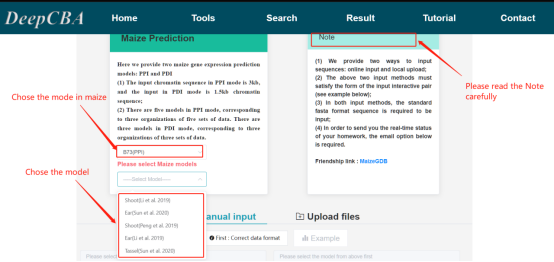 DeepCBA
Home Tools Search Result Tutorial Contact
Maize Prediction
Here we provide two maize gene expression prediction
models: PPI and PDI
(1) The input chromatin sequence in PPI mode is 3kb,
and the input in PDI mode is 1.5kb chromatin
sequence;
(2) There are five models in PPI mode, corresponding
to three organizations of five sets of data. There are
three models in PDI mode, corresponding to three
organizations of three sets of data.
B73(PPI)
Please select Maize models
----Select Model----
Shoot(Li et al. 2019)
Ear(Sun et al. 2020)
Shoot(Peng et al. 2019)
Ear(Li et al. 2019)
Tassel(Sun et al. 2020)
Chose the mode in maize
Chose the model
Note
(1) We provide two ways to input
sequences: online input and local upload;
(2) The above two input methods must
satisfy the form of the input interactive pair
(see example below);
(3) In both input methods, the standard
fasta format sequence is required to be
input;
(4) In order to send you the real-time status
of your homework, the email option below
is required.
Friendship link : MaizeGDB
Please read the Note
carefully
anual input
Upload files
Find : Correct data format
Example
Please selec
Please select the model from above first